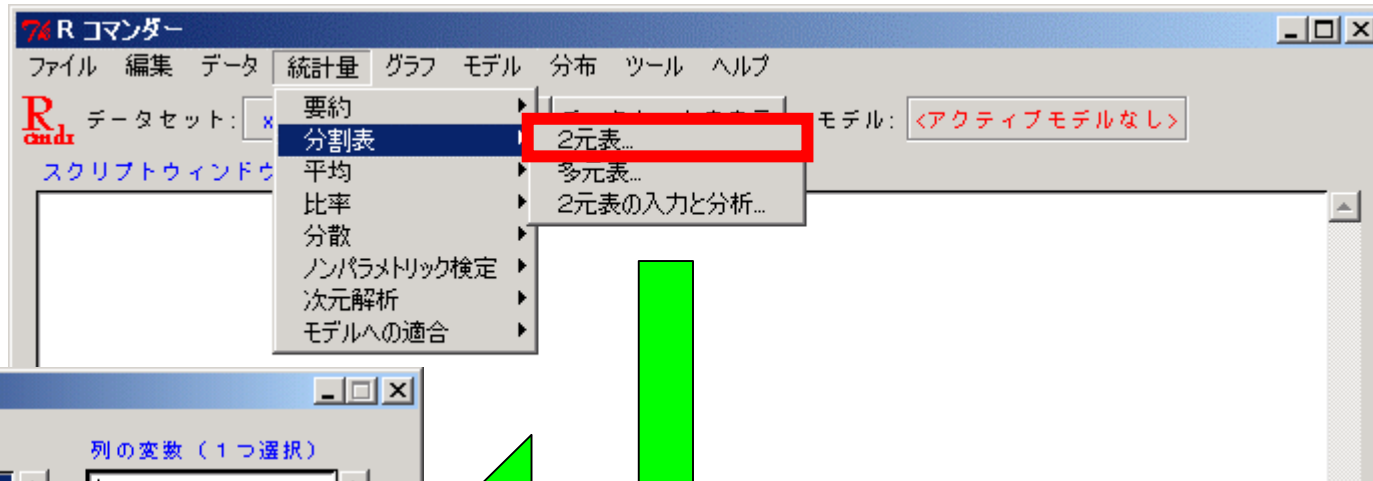 R コマンダー
ファイル 編集 データ 統計量 グラフ モデル 分布 ツール ヘルプ
R cmdr データセット: x モデル: <アクティブモデルなし>
スクリプトウィンドウ
要約
分割表
平均
比率
分散
ノンパラメトリック検定
次元解析
モデルへの適合
2元表...
多元表...
2元表の入力と分析...
列の変数（1つ選択）